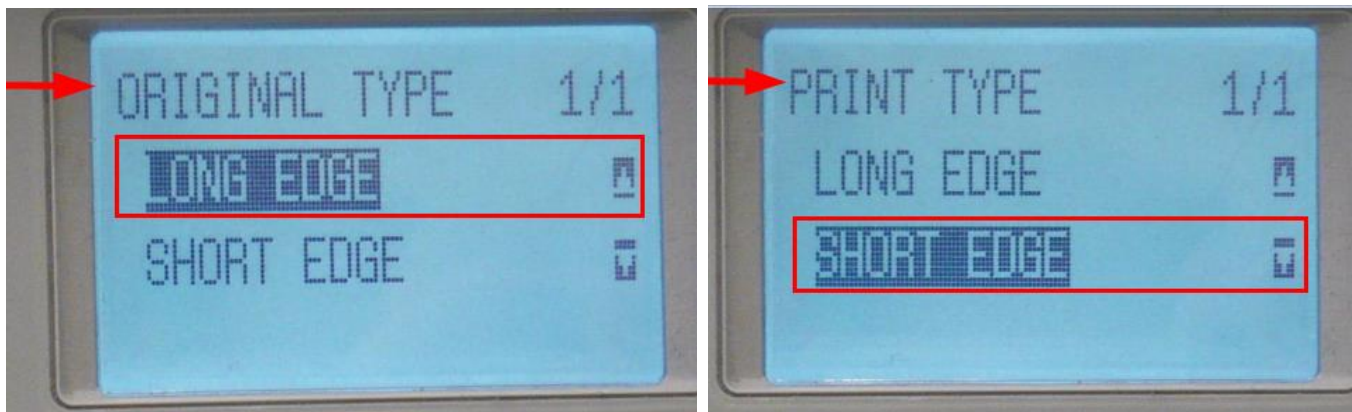 ORIGINAL TYPE 1/1
LONG EDGE
SHORT EDGE
PRINT TYPE 1/1
LONG EDGE
SHORT EDGE